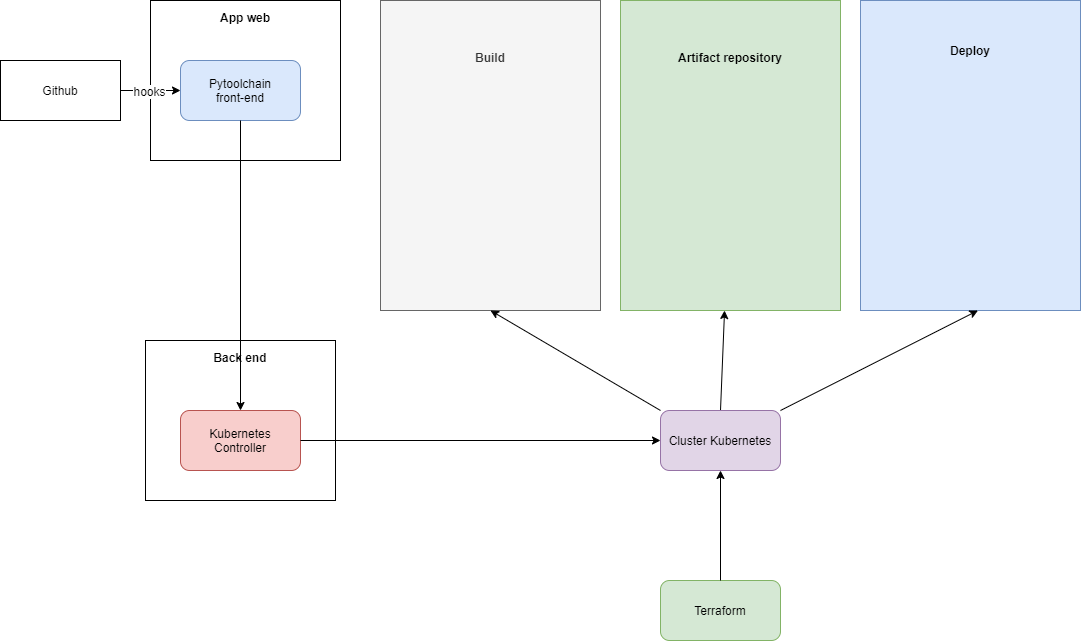 App web
Build
Artifact repository
Deploy
Github
hooks
Pytoolchain
front-end
Back end
Kubernetes
Controller
Cluster Kubernetes
Terraform